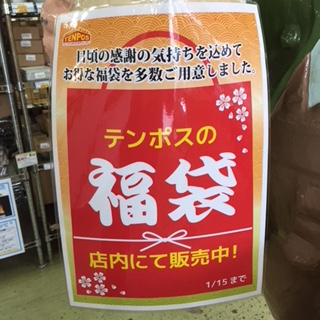 TENPOS
日頃の感謝の気持ちを込めて
お得な福袋を多数ご用意しました。
テンポスの
福袋
店内にて販売中!
1/15 まで